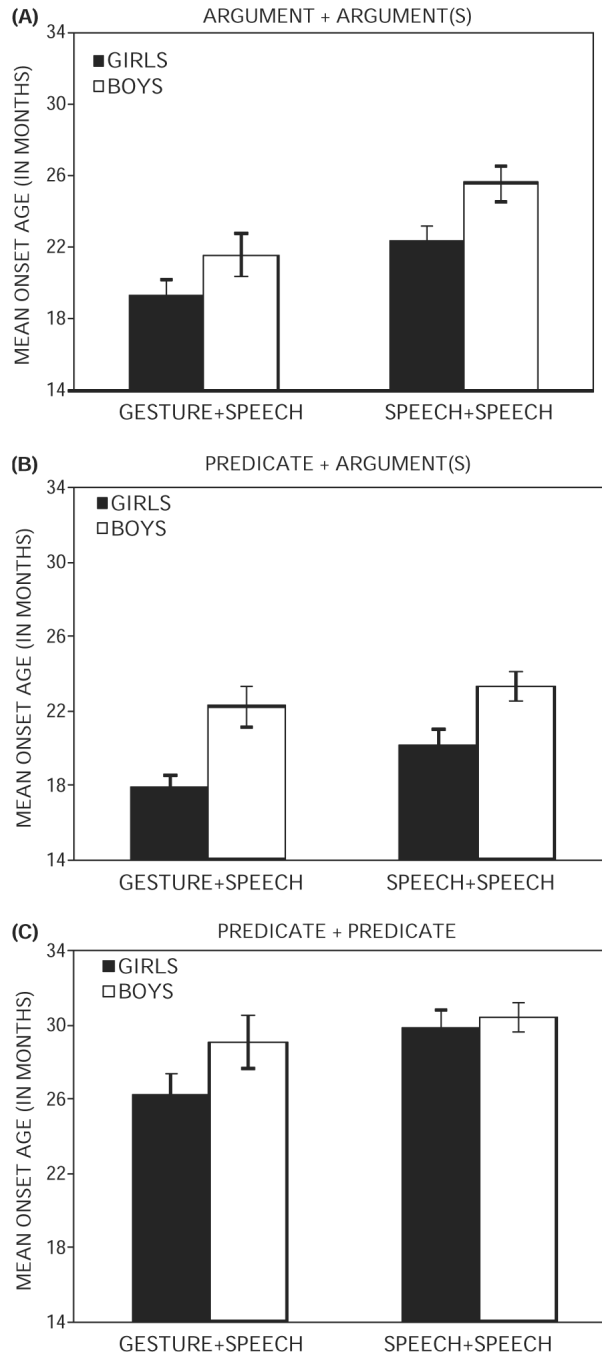 (A) ARGUMENT + ARGUMENT(S)
34
GIRLS
BOYS
30
26
22
18
14
MEAN ONSET AGE (IN MONTHS)
GESTURE+SPEECH SPEECH+SPEECH
(B) PREDICATE + ARGUMENT(S)
34
GIRLS
BOYS
30
26
22
18
14
MEAN ONSET AGE (IN MONTHS)
GESTURE+SPEECH SPEECH+SPEECH
(C) PREDICATE + PREDICATE
34
GIRLS
BOYS
30
26
22
18
14
MEAN ONSET AGE (IN MONTHS)
GESTURE+SPEECH SPEECH+SPEECH